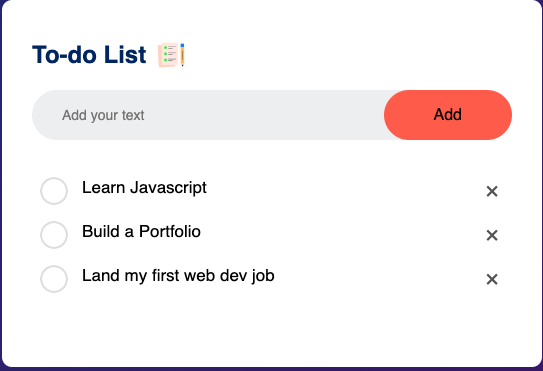 To-do List
Add your text
Add
Learn Javascript
Build a Portfolio
Land my first web dev job